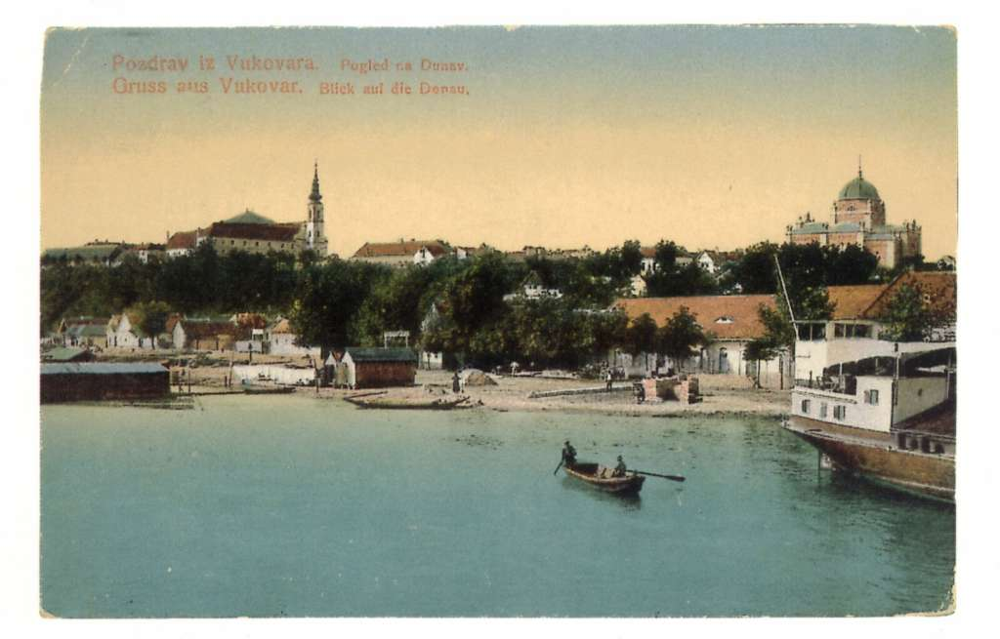 Pozdrav iz Vukovara. Pogled na Dunav.
Gruss aus Vukovar. Blick auf die Donau.